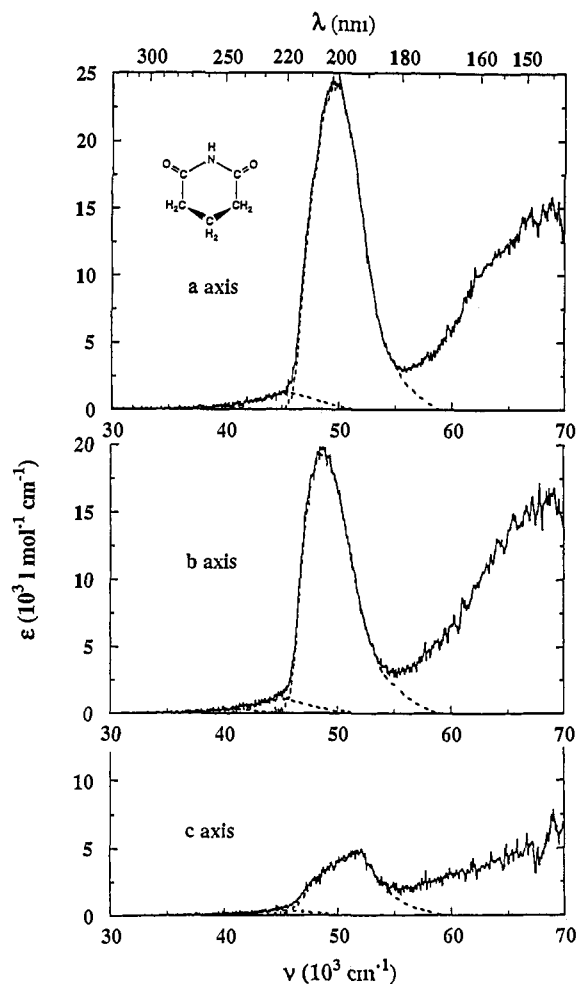 λ (nm)
300 250 220 200 180 160 150
25
20
15
10
5
0
H
N
O O
C C
H₂C CH₂
C
H₂
a axis
30 40 50 60 70
20
15
10
5
0
b axis
30 40 50 60 70
ε (10³ l mol⁻¹ cm⁻¹)
10
5
0
c axis
30 40 50 60 70
ν (10³ cm⁻¹)